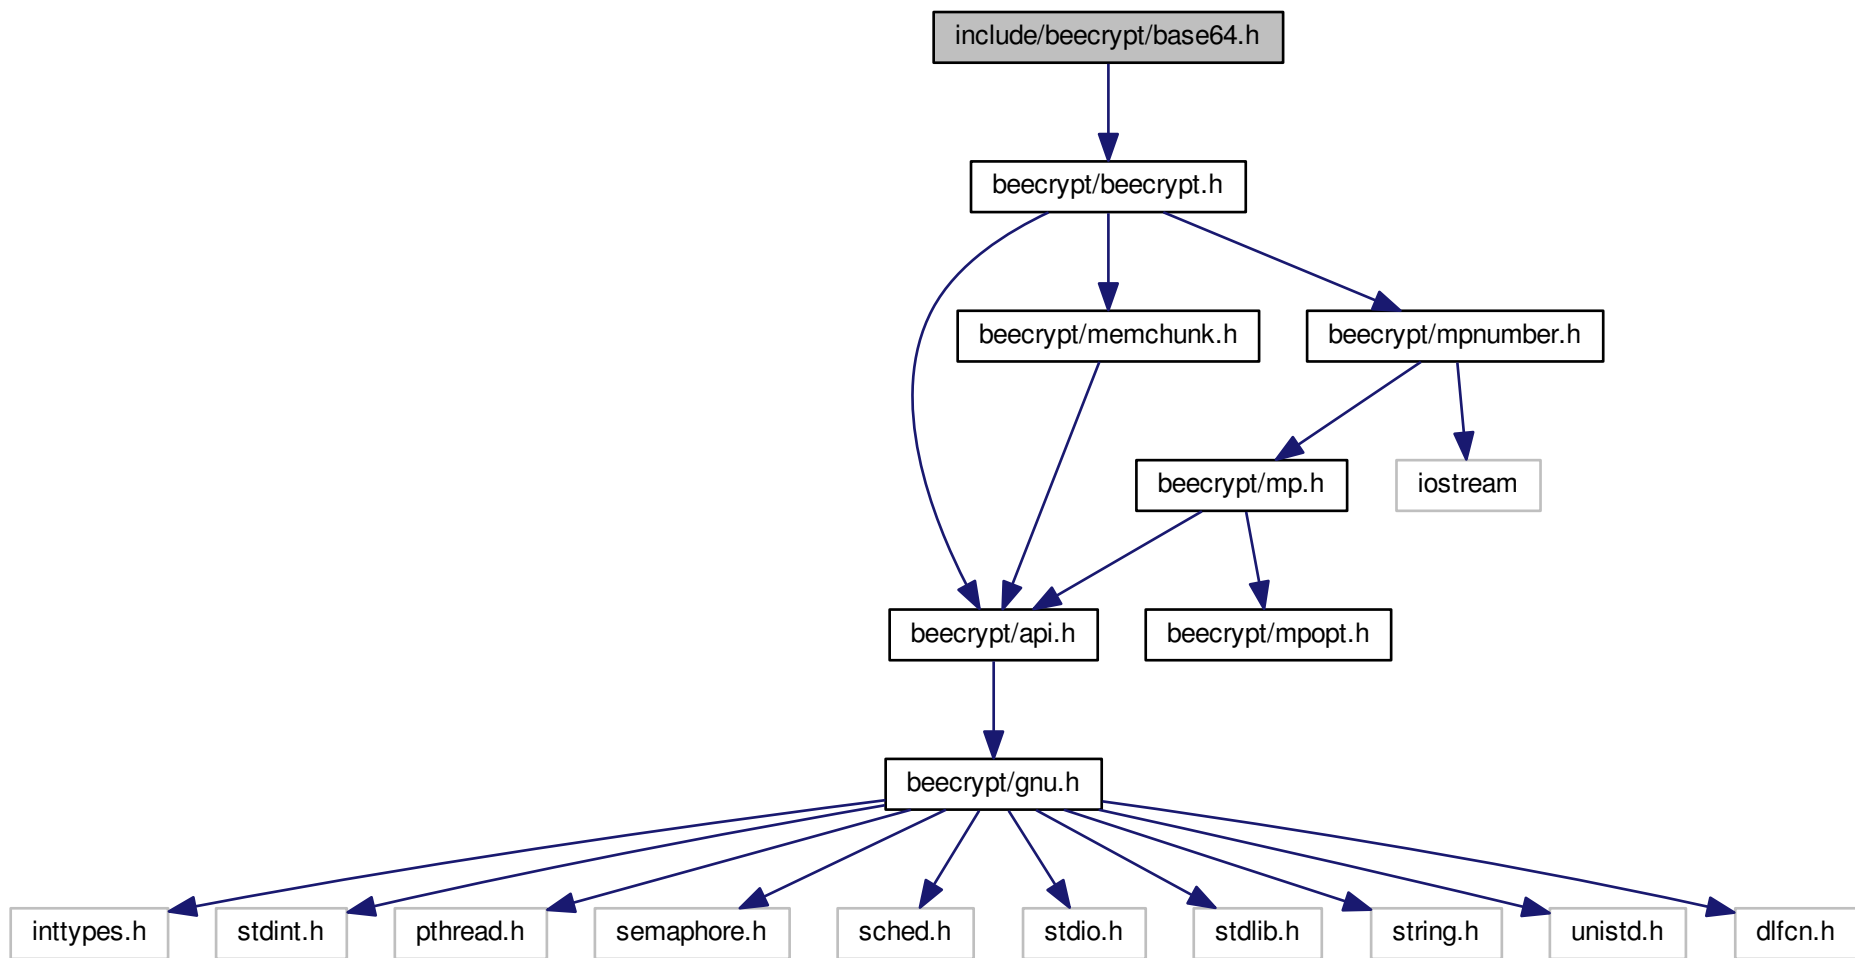 include/beecrypt/base64.h
beecrypt/beecrypt.h
beecrypt/memchunk.h
beecrypt/mpnumber.h
beecrypt/mp.h
iostream
beecrypt/api.h
beecrypt/mpopt.h
beecrypt/gnu.h
inttypes.h
stdint.h
pthread.h
semaphore.h
sched.h
stdio.h
stdlib.h
string.h
unistd.h
dlfcn.h